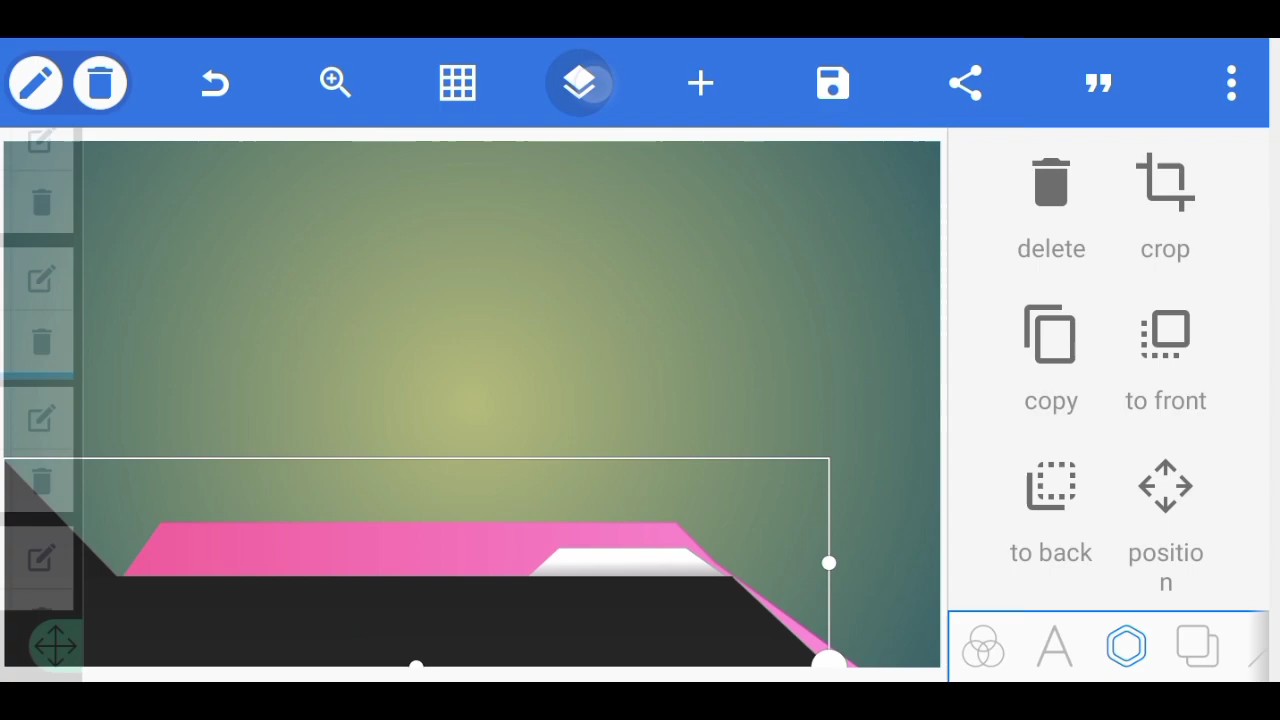 delete
crop
copy
to front
to back
positio
n